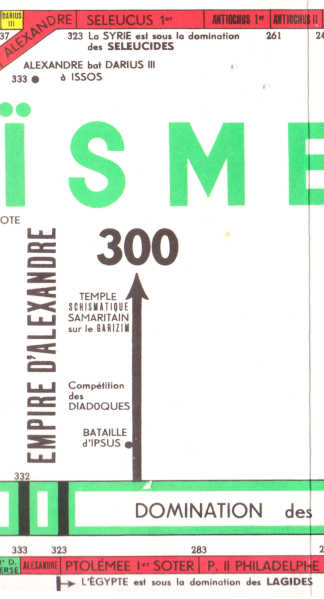 DARIUS
III
ALEXANDRE
SELEUCUS 1er
ANTIOCHUS 1er
ANTIOCHUS II
37
323 La SYRIE est sous la domination
des SELEUCIDES
261
24
ALEXANDRE bat DARIUS III
333 à ISSOS
ÏSME
OTE
EMPIRE D'ALEXANDRE
300
TEMPLE
SCHISMATIQUE
SAMARITAIN
sur le GARIZIM
Compétition
des
DIADOQUES
BATAILLE
d'IPSUS
332
DOMINATION des
333
323
283
2
D.
ERSE
ALEXANDRE
PTOLÉMÉE 1er SOTER
P. II PHILADELPHE
L'ÉGYPTE est sous la domination des LAGIDES